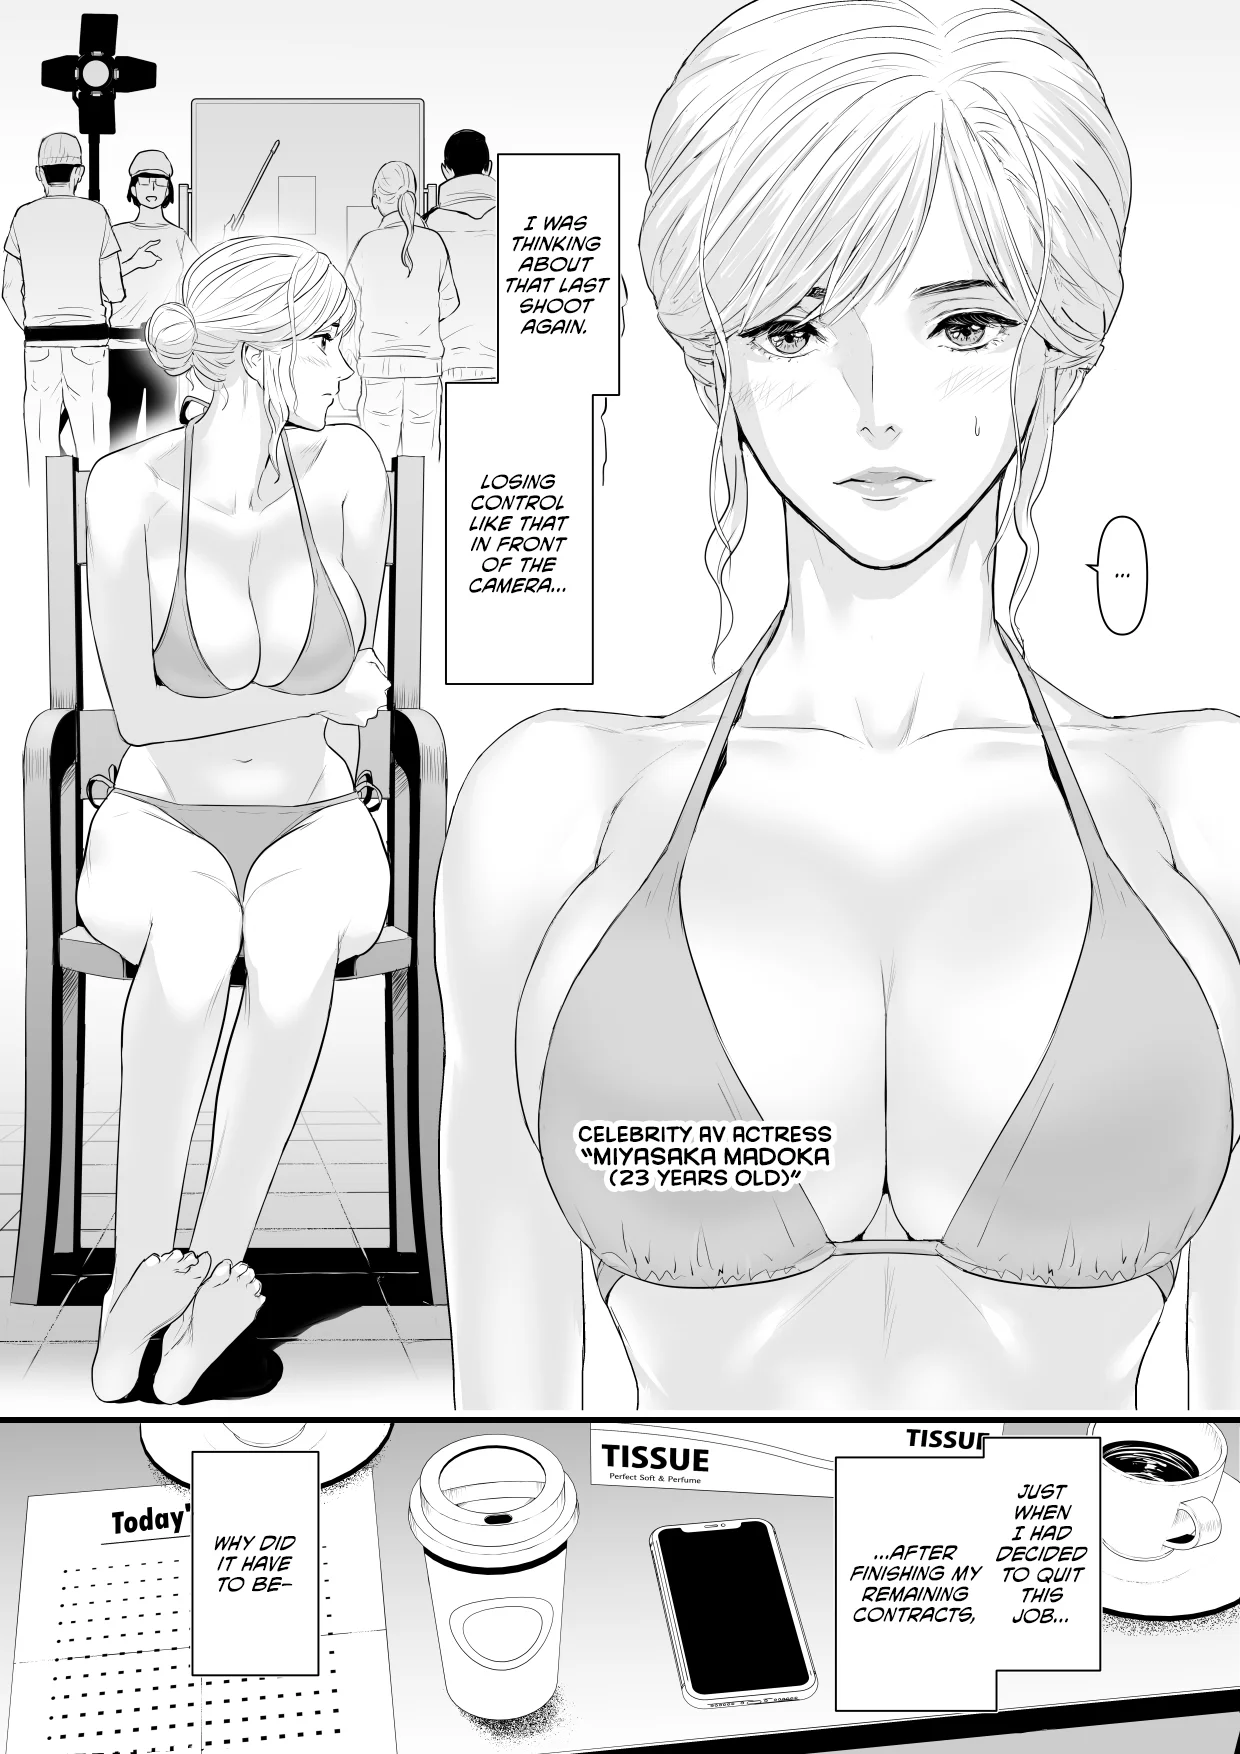 I WAS
THINKING
ABOUT
THAT LAST
SHOOT
AGAIN.
LOSING
CONTROL
LIKE THAT
IN FRONT
OF THE
CAMERA...
...
CELEBRITY AV ACTRESS
"MIYASAKA MADOKA
(23 YEARS OLD)"
JUST
WHEN
I HAD
DECIDED
TO QUIT
THIS
JOB...
...AFTER
FINISHING MY
REMAINING
CONTRACTS,
TISSUE
Perfect Soft & Perfume
TISSUE
WHY DID
IT HAVE
TO BE-
Today'